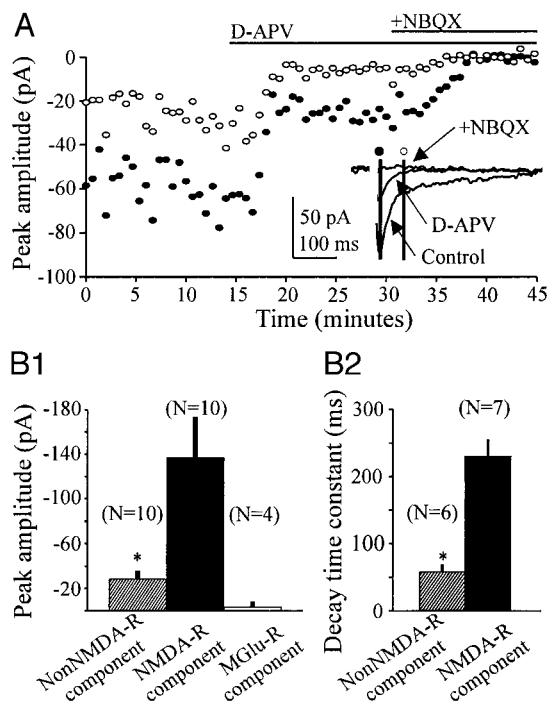 A
D-APV
+NBQX
Peak amplitude (pA)
0
-20
-40
-60
-80
-100
+NBQX
D-APV
Control
50 pA
100 ms
0 5 10 15 20 25 30 35 40 45
Time (minutes)
B1
Peak amplitude (pA)
-180
-140
-100
-60
-20
(N=10)
(N=10)
(N=4)
*
NonNMDA-R
component
NMDA-R
component
MGlu-R
component
B2
Decay time constant (ms)
300
200
100
50
0
(N=7)
(N=6)
*
NonNMDA-R
component
NMDA-R
component